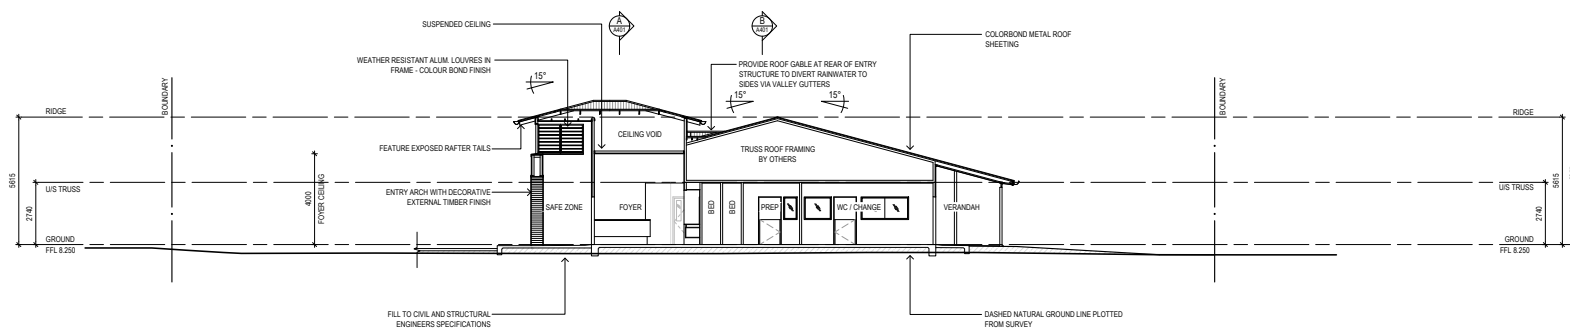 SUSPENDED CEILING
A
A401
B
A401
COLORBOND METAL ROOF
SHEETING
WEATHER RESISTANT ALUM. LOUVRES IN
FRAME - COLOUR BOND FINISH
PROVIDE ROOF GABLE AT REAR OF ENTRY
STRUCTURE TO DIVERT RAINWATER TO
SIDES VIA VALLEY GUTTERS
15°
15°
15°
BOUNDARY
BOUNDARY
RIDGE
RIDGE
CEILING VOID
FEATURE EXPOSED RAFTER TAILS
TRUSS ROOF FRAMING
BY OTHERS
5615
2740
4000
FOYER CEILING
U/S TRUSS
U/S TRUSS
5615
2740
ENTRY ARCH WITH DECORATIVE
EXTERNAL TIMBER FINISH
SAFE ZONE
FOYER
BED
BED
PREP
WC / CHANGE
VERANDAH
GROUND
FFL 8.250
GROUND
FFL 8.250
FILL TO CIVIL AND STRUCTURAL
ENGINEERS SPECIFICATIONS
DASHED NATURAL GROUND LINE PLOTTED
FROM SURVEY